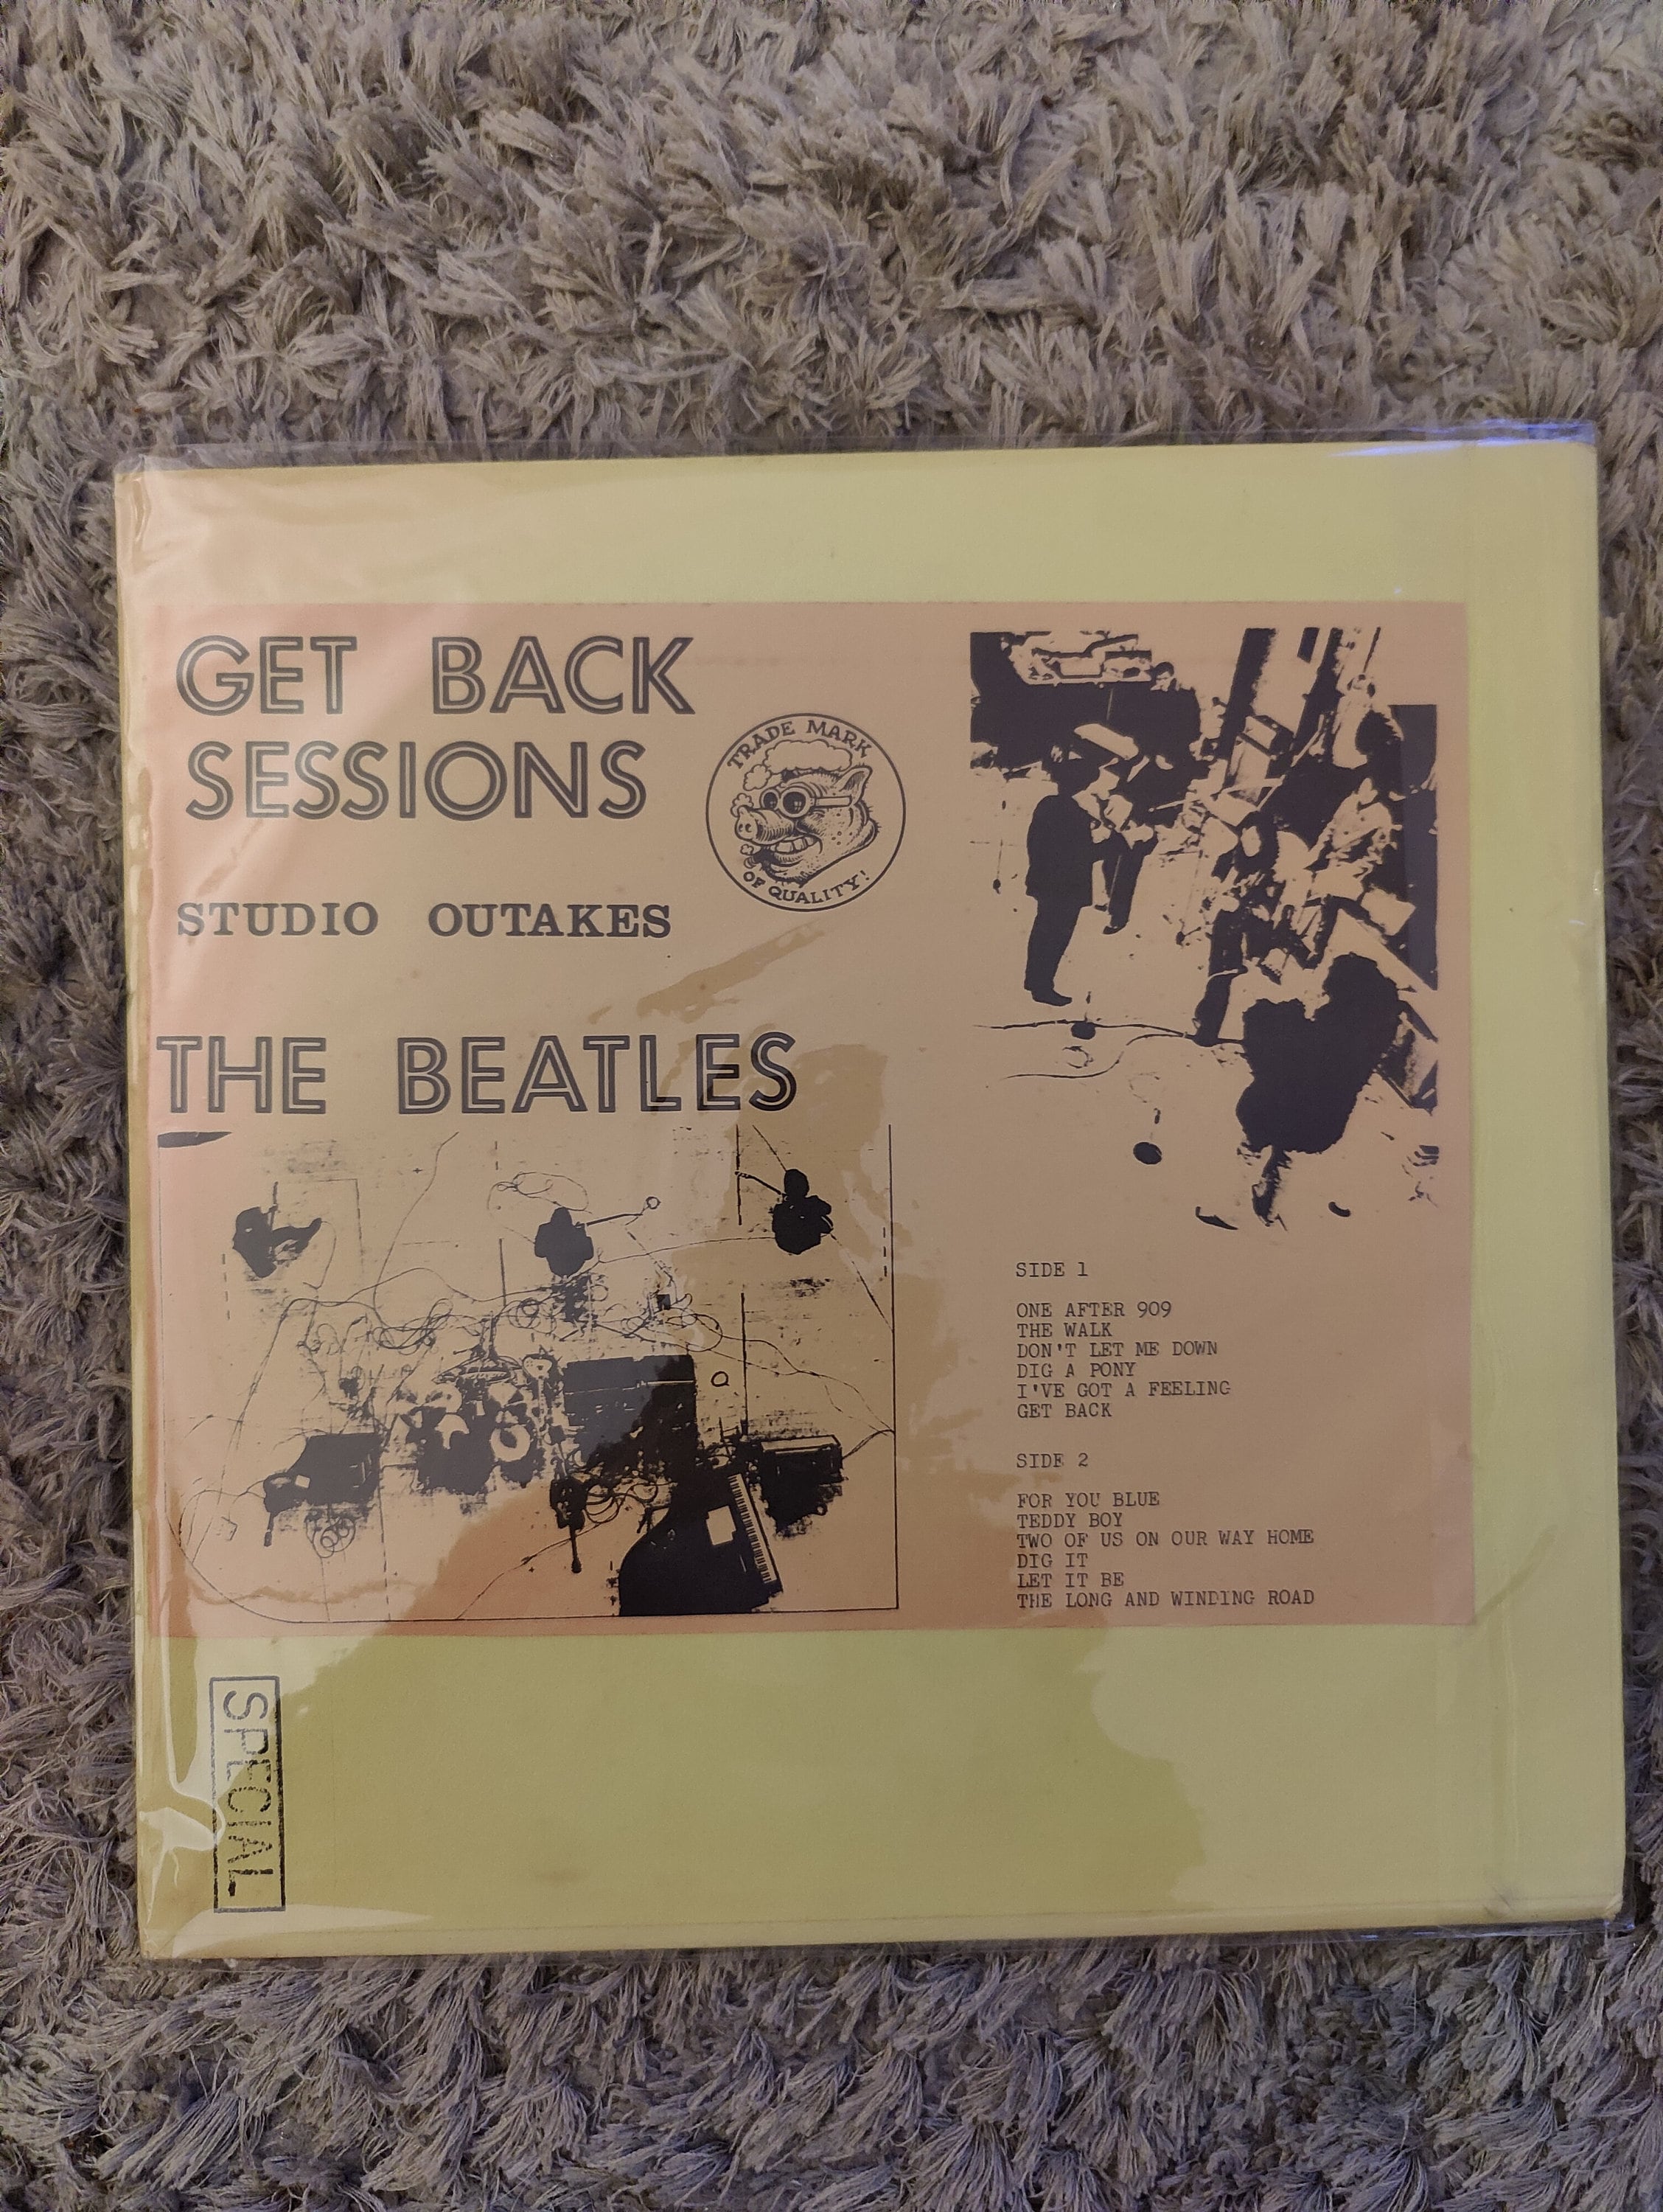 GET BACK
SESSIONS
TRADE MARK
OF QUALITY!
STUDIO OUTAKES
THE BEATLES
SIDE 1
ONE AFTER 909
THE WALK
DON'T LET ME DOWN
DIG A PONY
I'VE GOT A FEELING
GET BACK
SIDE 2
FOR YOU BLUE
TEDDY BOY
TWO OF US ON OUR WAY HOME
DIG IT
LET IT BE
THE LONG AND WINDING ROAD
SPECIAL